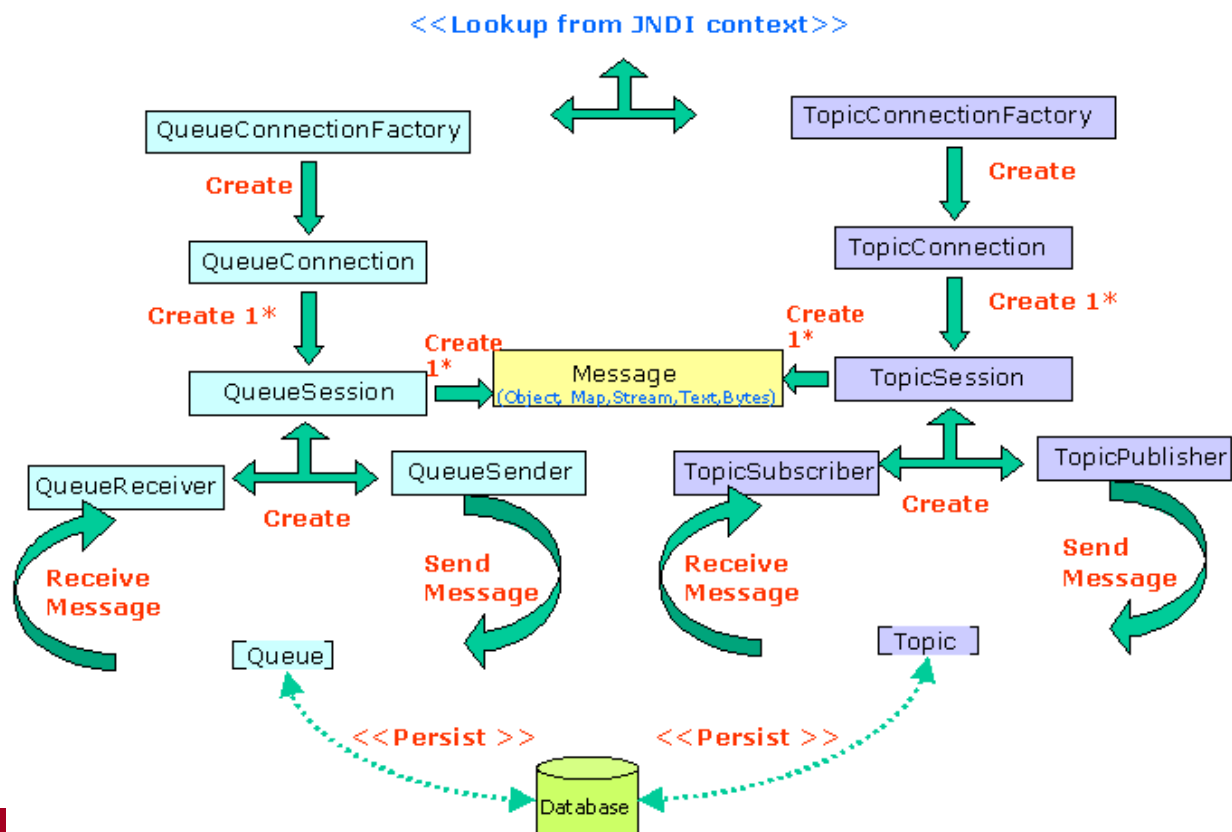 <<Lookup from JNDI context>>
QueueConnectionFactory
TopicConnectionFactory
Create
Create
QueueConnection
TopicConnection
Create 1*
Create 1*
Create
1*
Create
1*
QueueSession
Message
(Object, Map,Stream,Text,Bytes)
TopicSession
QueueReceiver
QueueSender
TopicSubscriber
TopicPublisher
Create
Create
Receive
Message
Send
Message
Receive
Message
Send
Message
[Queue]
[Topic]
<<Persist >>
<<Persist >>
Database